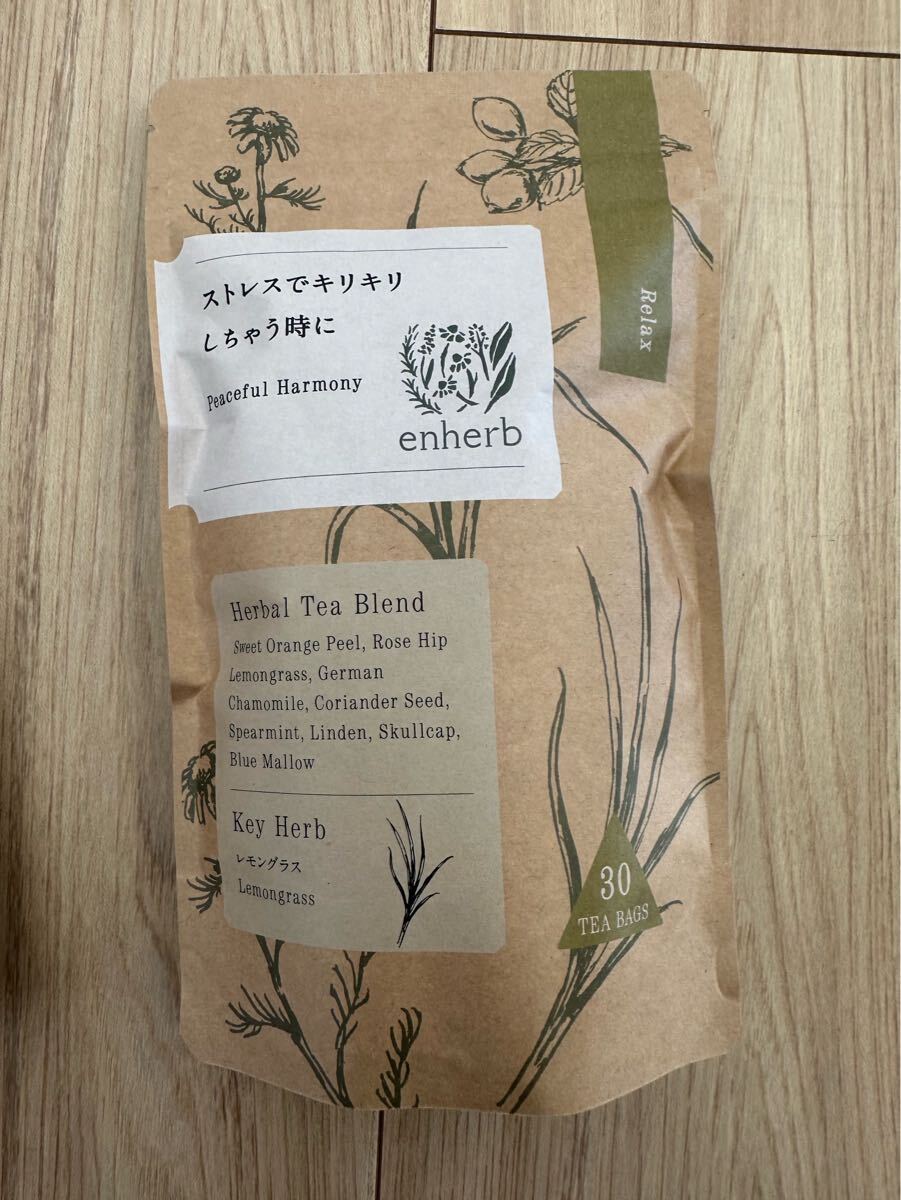 Relax
ストレスでキリキリ
しちゃう時に
Peaceful Harmony
enherb
Herbal Tea Blend
Sweet Orange Peel, Rose Hip
Lemongrass, German
Chamomile, Coriander Seed,
Spearmint, Linden, Skullcap,
Blue Mallow
Key Herb
レモングラス
Lemongrass
30
TEA BAGS